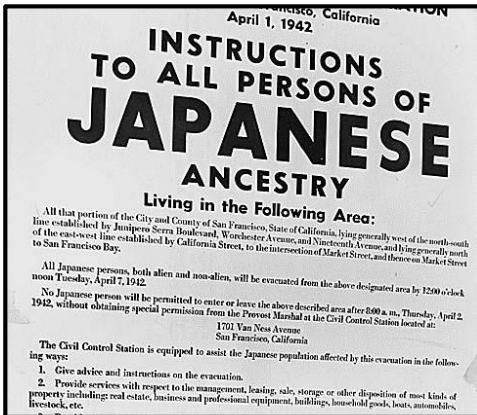 Francisco, California
April 1, 1942
INSTRUCTIONS
TO ALL PERSONS OF
JAPANESE
ANCESTRY
Living in the Following Area:
All that portion of the City and County of San Francisco, State of California, lying generally west of the north-south
line established by Junipero Serra Boulevard, Worchester Avenue, and Nineteenth Avenue, and lying generally north
of the east-west line established by California Street, to the intersection of Market Street, and thence on Market Street
to San Francisco Bay.
All Japanese persons, both alien and non-alien, will be evacuated from the above designated area by 12:00 o'clock
noon Tuesday, April 7, 1942.
No Japanese person will be permitted to enter or leave the above described area after 8:00 a. m., Thursday, April 2,
1942, without obtaining special permission from the Provost Marshal at the Civil Control Station located at:
1701 Van Ness Avenue
San Francisco, California
The Civil Control Station is equipped to assist the Japanese population affected by this evacuation in the follow-
ing ways:
1. Give advice and instructions on the evacuation.
2. Provide services with respect to the management, leasing, sale, storage or other disposition of most kinds of
property including: real estate, business and professional equipment, buildings, household goods, boats, automobiles,
livestock, etc.